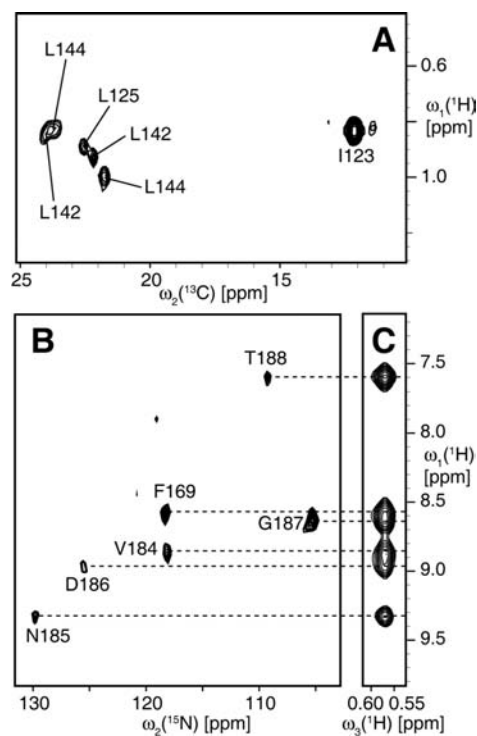 A
L144
L125
L142
L144
L142
I123
0.6
ω₁(¹H)
[ppm]
1.0
25
20
15
ω₂(¹³C) [ppm]
B
C
T188
F169
G187
V184
D186
N185
7.5
8.0
ω₁(¹H)
[ppm]
8.5
9.0
9.5
130
120
110
0.60
0.55
ω₂(¹⁵N) [ppm]
ω₃(¹H) [ppm]